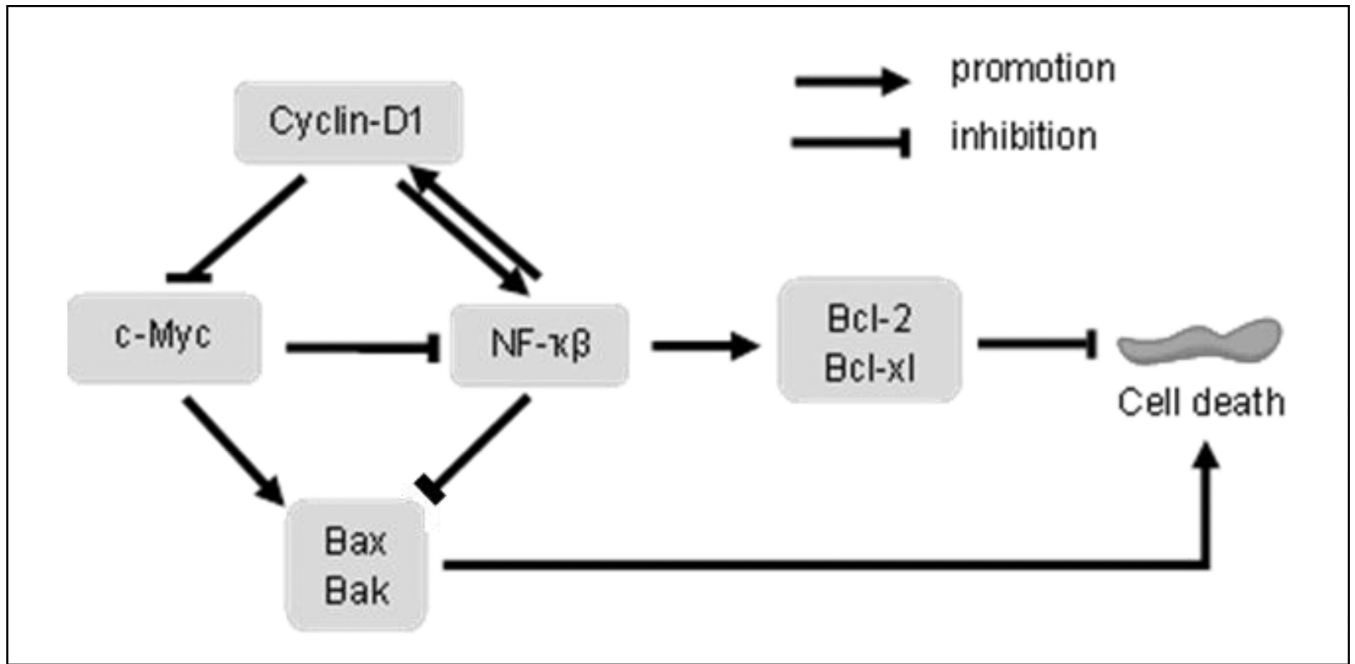 promotion
inhibition
Cyclin-D1
c-Myc
NF-κβ
Bcl-2
Bcl-xl
Cell death
Bax
Bak